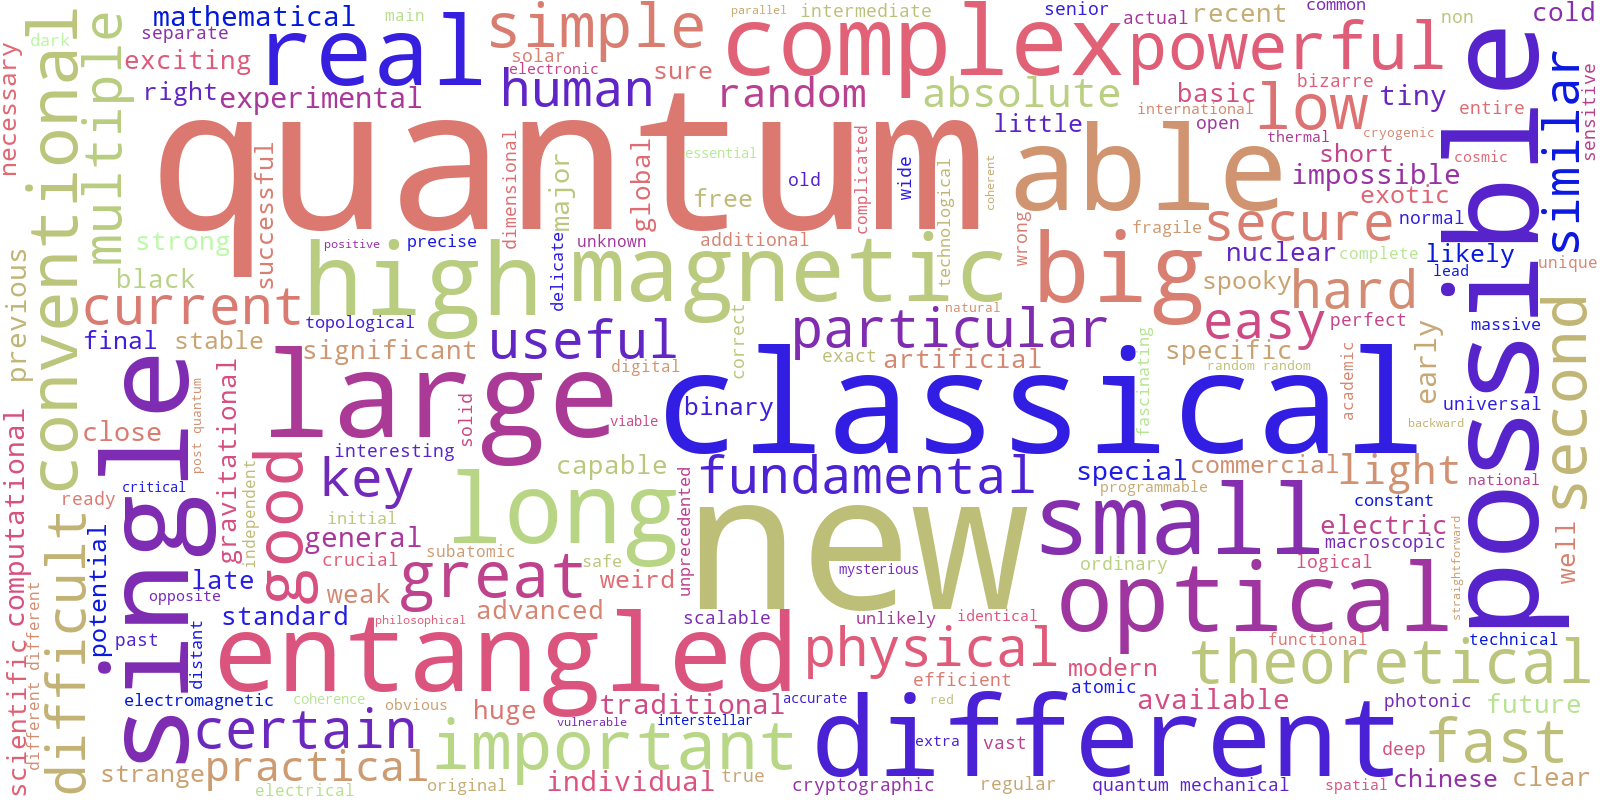 mathematical
main
simple
parallel
intermediate
senior
actual
recent
common
non
cold
dark
separate
real
solar
electronic
sure
complex
powerful
bizarre
necessary
multiple
exciting
right
experimental
human
random
absolute
basic
international
low
tiny
entire
similar
sensitive
conventional
quantum
little
open
thermal
cryogenic
possible
successful
dimensional
major
global
essential
free
old
complicated
wide
technological
coherent
able
short
impossible
cosmic
exotic
normal
strong
positive
precise
unknown
additional
wrong
fragile
secure
nuclear
complete
likely
unique
previous
black
high
delicate
magnetic
big
spooky
lead
current
topological
natural
hard
final
stable
significant
useful
correct
particular
easy
perfect
massive
second
single
large
digital
exact
artificial
fascinating
specific
random random
academic
early
close
post quantum
gravitational
interesting
solid
viable
binary
classical
universal
backward
scientific
computational
ready
critical
good
key
long
capable
fundamental
special
commercial
light
national
difficult
independent
initial
general
unprecedented
new
programmable
constant
small
electric
macroscopic
straightforward
well
potential
late
crucial
subatomic
safe
weird
mysterious
ordinary
logical
opposite
weak
great
optical
different different
past
distant
standard
philosophical
advanced
scalable
unlikely
identical
functional
technical
entangled
physical
modern
theoretical
efficient
atomic
electromagnetic
coherence
obvious
huge
traditional
accurate
red
available
photonic
future
certain
vulnerable
interstellar
important
different
extra
vast
deep
fast
strange
practical
electrical
original
individual
true
cryptographic
regular
quantum mechanical
spatial
chinese
clear